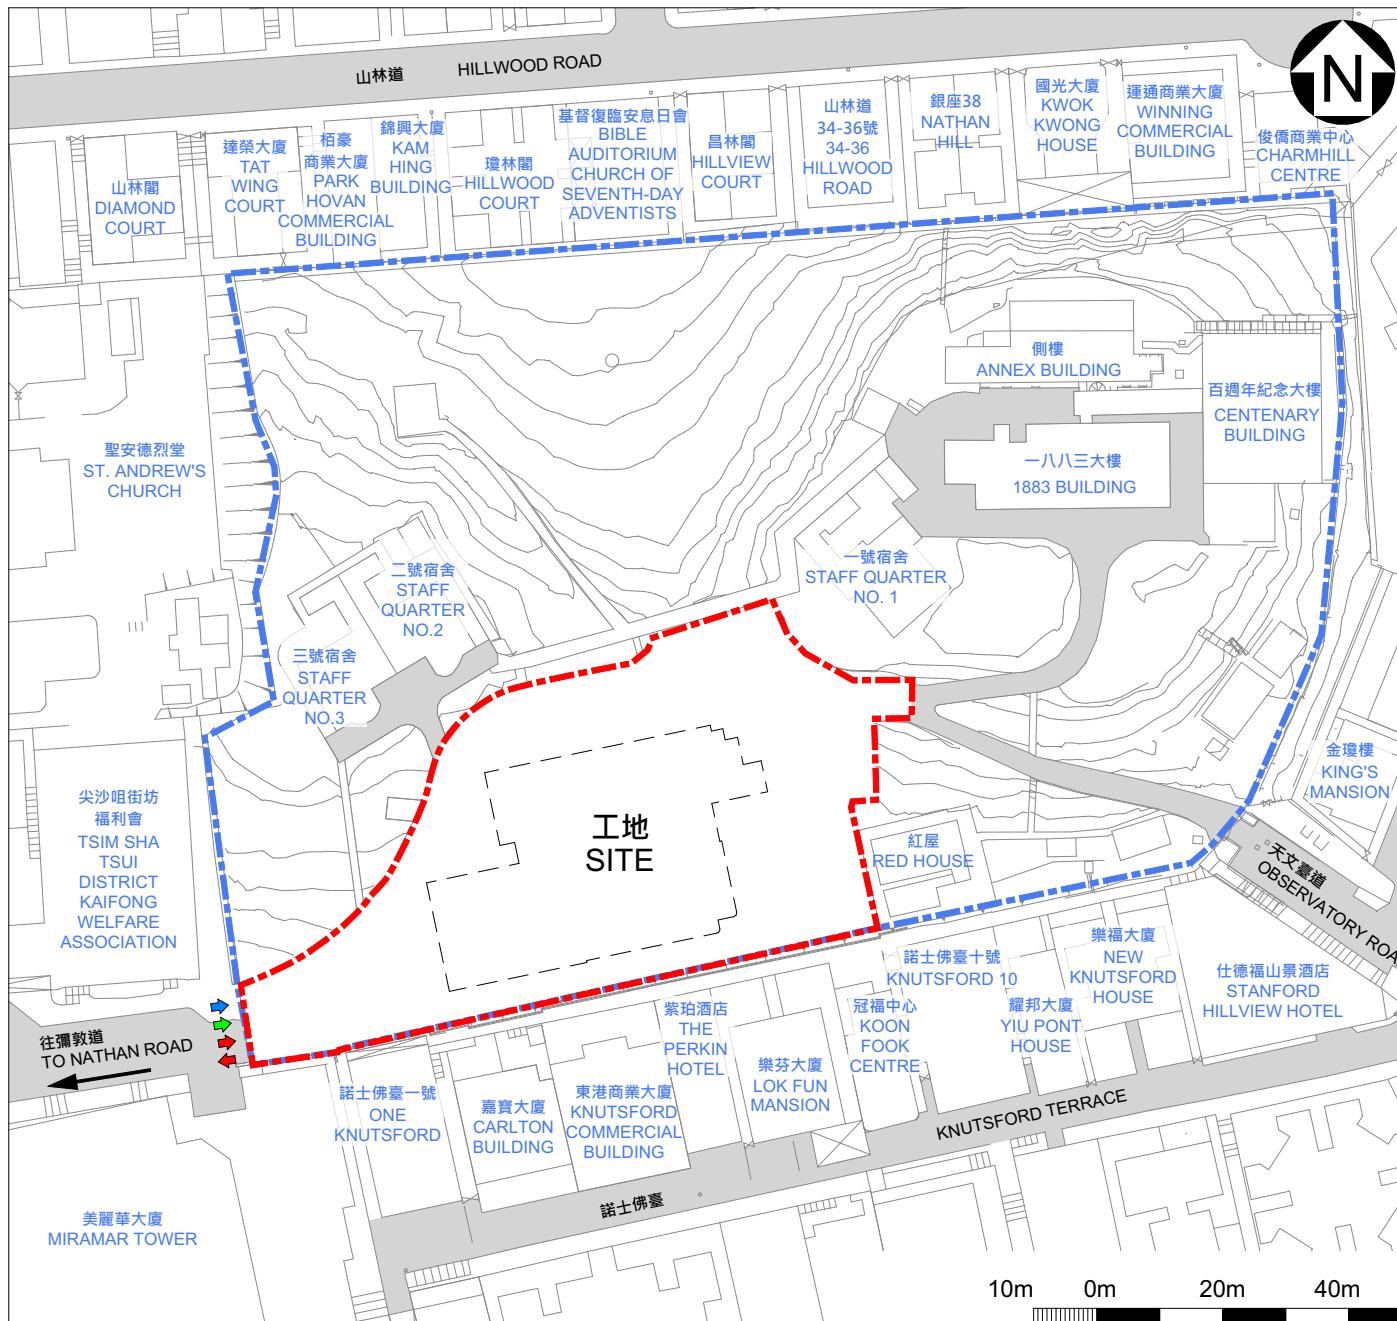 山林道 HILLWOOD ROAD
N
山林閣
DIAMOND
COURT
達榮大廈
TAT
WING
COURT
栢豪
商業大廈
PARK
HOVAN
COMMERCIAL
BUILDING
錦興大廈
KAM
HING
BUILDING
瓊林閣
HILLWOOD
COURT
基督復臨安息日會
BIBLE
AUDITORIUM
CHURCH OF
SEVENTH-DAY
ADVENTISTS
昌林閣
HILLVIEW
COURT
山林道
34-36號
34-36
HILLWOOD
ROAD
銀座38
NATHAN
HILL
國光大廈
KWOK
KWONG
HOUSE
運通商業大廈
WINNING
COMMERCIAL
BUILDING
俊僑商業中心
CHARMHILL
CENTRE
側樓
ANNEX BUILDING
百週年紀念大樓
CENTENARY
BUILDING
一八八三大樓
1883 BUILDING
聖安德烈堂
ST. ANDREW'S
CHURCH
二號宿舍
STAFF
QUARTER
NO.2
一號宿舍
STAFF QUARTER
NO. 1
三號宿舍
STAFF
QUARTER
NO.3
金瓊樓
KING'S
MANSION
尖沙咀街坊
福利會
TSIM SHA
TSUI
DISTRICT
KAIFONG
WELFARE
ASSOCIATION
工地
SITE
紅屋
RED HOUSE
天文臺道
OBSERVATORY ROA
往彌敦道
TO NATHAN ROAD
諾士佛臺一號
ONE
KNUTSFORD
嘉寶大廈
CARLTON
BUILDING
東港商業大廈
KNUTSFORD
COMMERCIAL
BUILDING
紫珀酒店
THE
PERKIN
HOTEL
樂芬大廈
LOK FUN
MANSION
冠福中心
KOON
FOOK
CENTRE
諾士佛臺十號
KNUTSFORD 10
耀邦大廈
YIU PONT
HOUSE
樂福大廈
NEW
KNUTSFORD
HOUSE
仕德福山景酒店
STANFORD
HILLVIEW HOTEL
KNUTSFORD TERRACE
諾士佛臺
美麗華大廈
MIRAMAR TOWER
10m 0m 20m 40m